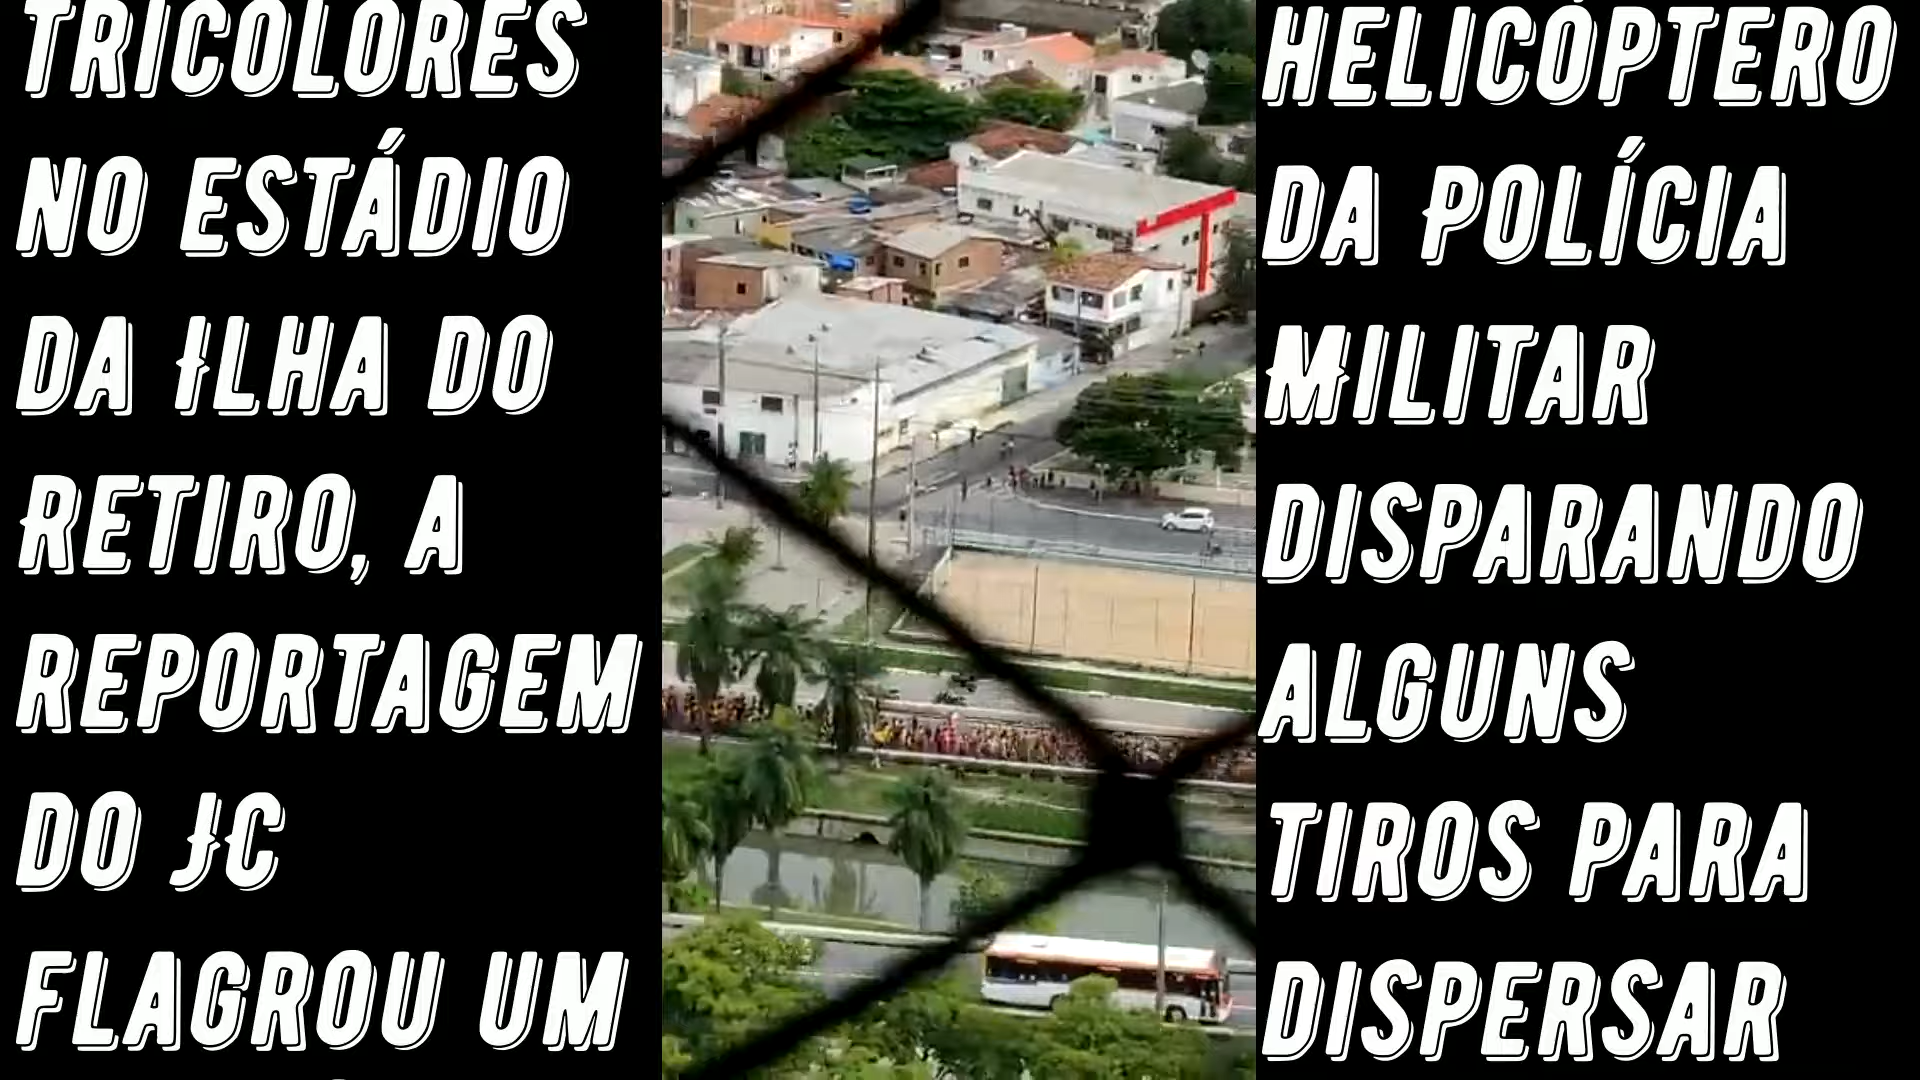 TRICOLORES
NO ESTÁDIO
DA ILHA DO
RETIRO, A
REPORTAGEM
DO JC
FLAGROU UM
HELICÓPTERO
DA POLÍCIA
MILITAR
DISPARANDO
ALGUNS
TIROS PARA
DISPERSAR